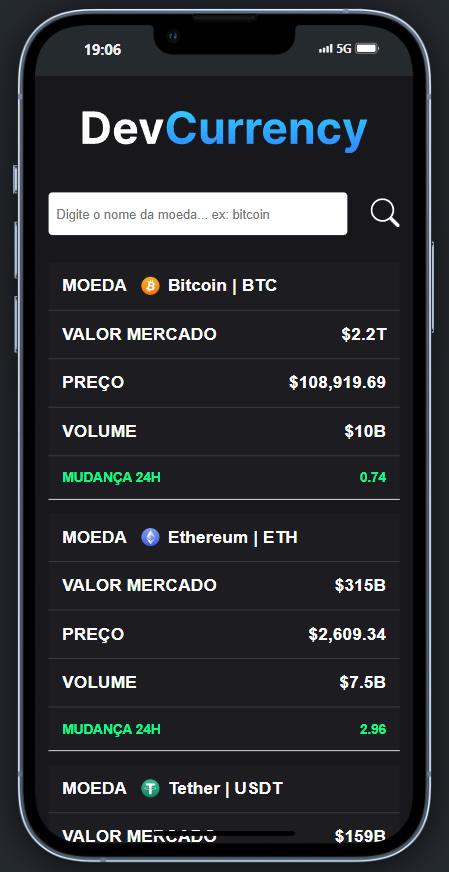 19:06 5G
DevCurrency
Digite o nome da moeda... ex: bitcoin
MOEDA Bitcoin | BTC
VALOR MERCADO $2.2T
PREÇO $108,919.69
VOLUME $10B
MUDANÇA 24H 0.74
MOEDA Ethereum | ETH
VALOR MERCADO $315B
PREÇO $2,609.34
VOLUME $7.5B
MUDANÇA 24H 2.96
MOEDA Tether | USDT
VALOR MERCADO $159B